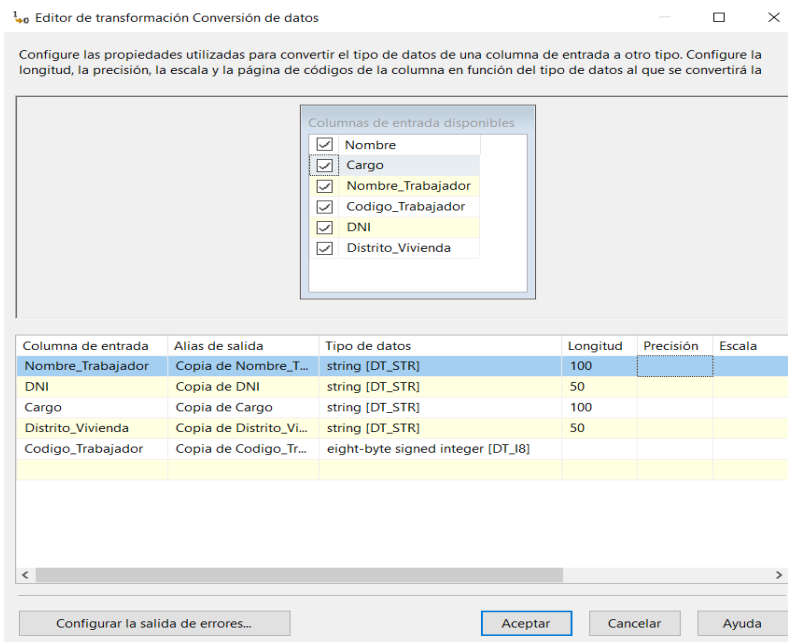 Editor de transformación Conversión de datos
Configure las propiedades utilizadas para convertir el tipo de datos de una columna de entrada a otro tipo. Configure la
longitud, la precisión, la escala y la página de códigos de la columna en función del tipo de datos al que se convertirá la
Columnas de entrada disponibles
Nombre
Cargo
Nombre_Trabajador
Codigo_Trabajador
DNI
Distrito_Vivienda
Columna de entrada Alias de salida Tipo de datos Longitud Precisión Escala
Nombre_Trabajador Copia de Nombre_T... string [DT_STR] 100
DNI Copia de DNI string [DT_STR] 50
Cargo Copia de Cargo string [DT_STR] 100
Distrito_Vivienda Copia de Distrito_Vi... string [DT_STR] 50
Codigo_Trabajador Copia de Codigo_Tr... eight-byte signed integer [DT_I8]
Configurar la salida de errores... Aceptar Cancelar Ayuda